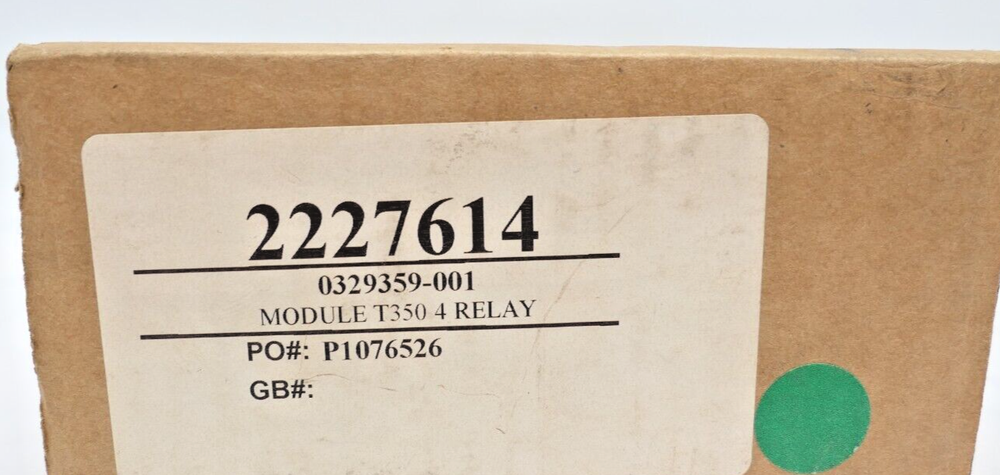 2227614
0329359-001
MODULE T350 4 RELAY
PO#: P1076526
GB#: